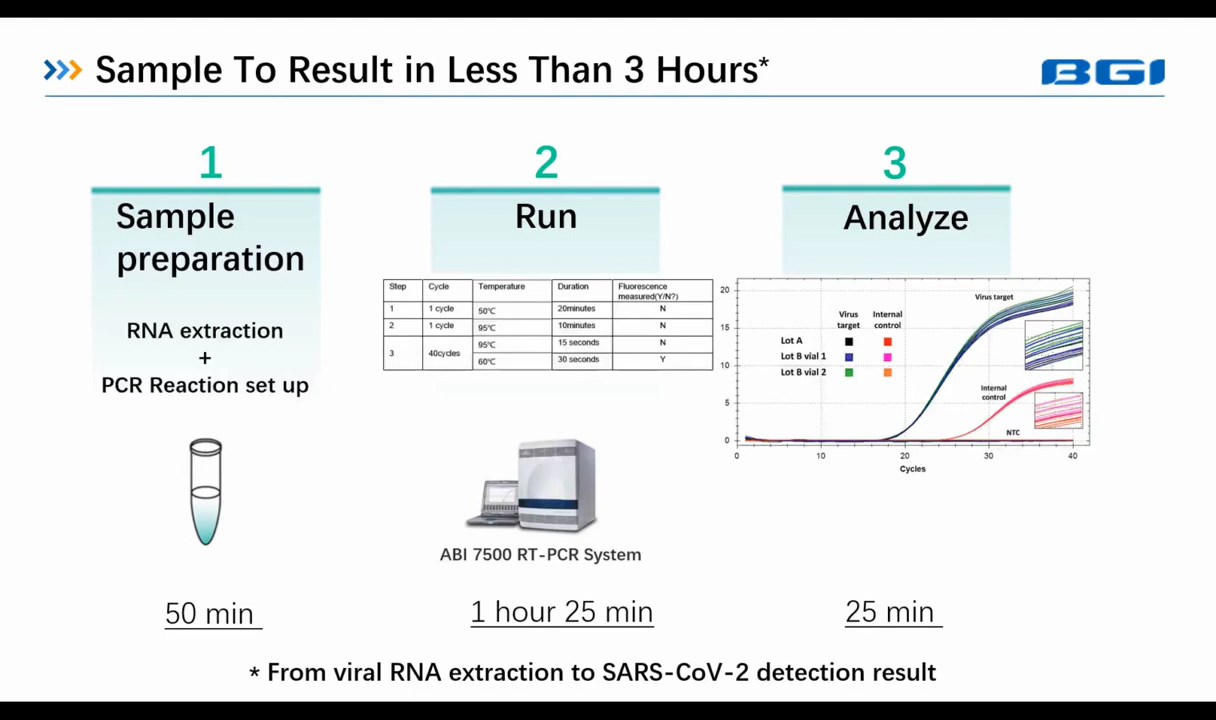 Sample To Result in Less Than 3 Hours*
BGI
1
Sample
preparation
RNA extraction
+
PCR Reaction set up
50 min
2
Run
Step Cycle Temperature Duration Fluorescence measured(Y/N?)
1 1 cycle 50℃ 20minutes N
2 1 cycle 95℃ 10minutes N
3 40cycles 95℃ 15 seconds N
60℃ 30 seconds Y
ABI 7500 RT-PCR System
1 hour 25 min
3
Analyze
20
15
10
5
0
Virus target
Virus target
Internal control
Lot A
Lot B vial 1
Lot B vial 2
Internal control
NTC
0 10 20 30 40
Cycles
25 min
* From viral RNA extraction to SARS-CoV-2 detection result